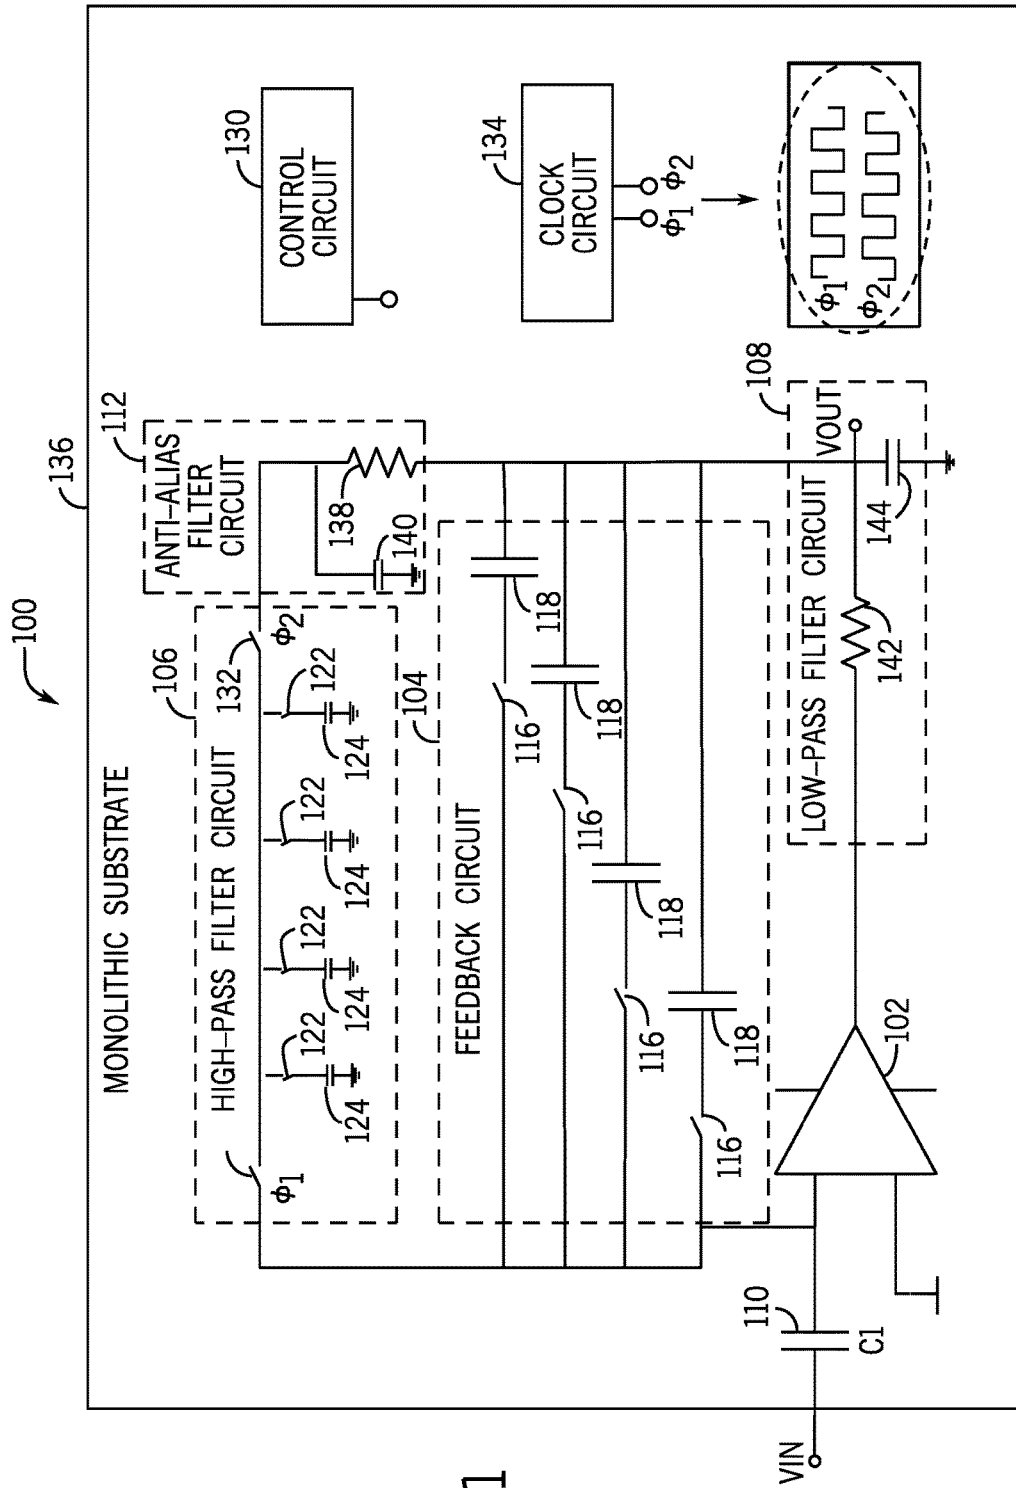 100
136
MONOLITHIC SUBSTRATE
106
HIGH-PASS FILTER CIRCUIT
ϕ1
122
124
122
124
122
124
122
124
132
ϕ2
112
ANTI-ALIAS
FILTER
CIRCUIT
138
140
130
CONTROL
CIRCUIT
104
FEEDBACK CIRCUIT
116
118
116
118
116
118
116
118
134
CLOCK
CIRCUIT
ϕ1
ϕ2
ϕ1
ϕ2
108
LOW-PASS FILTER CIRCUIT
VOUT
142
144
102
110
C1
VIN
1